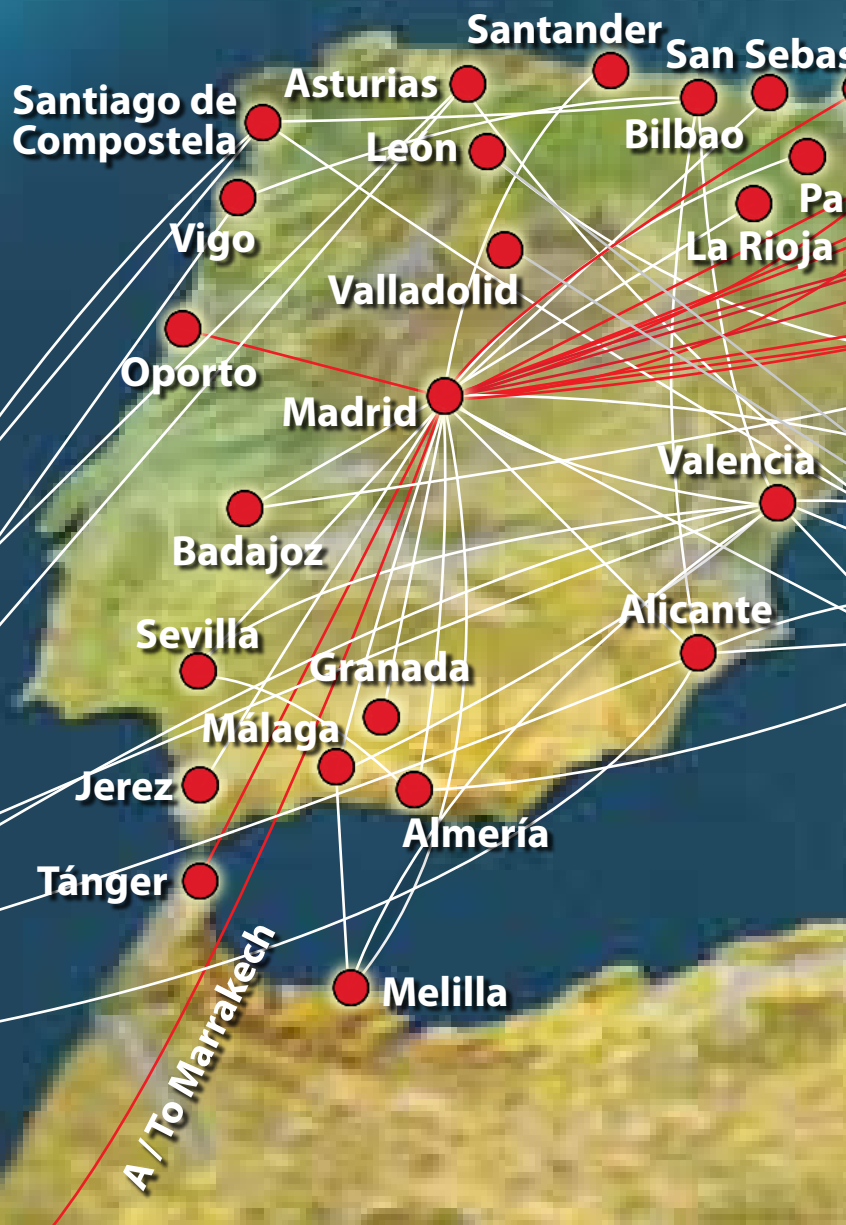 Santander
San Sebas
Asturias
Santiago de
Compostela
Bilbao
León
Pa
Vigo
La Rioja
Valladolid
Oporto
Madrid
Valencia
Badajoz
Alicante
Sevilla
Granada
Málaga
Jerez
Almería
Tánger
Melilla
A / To Marrakech